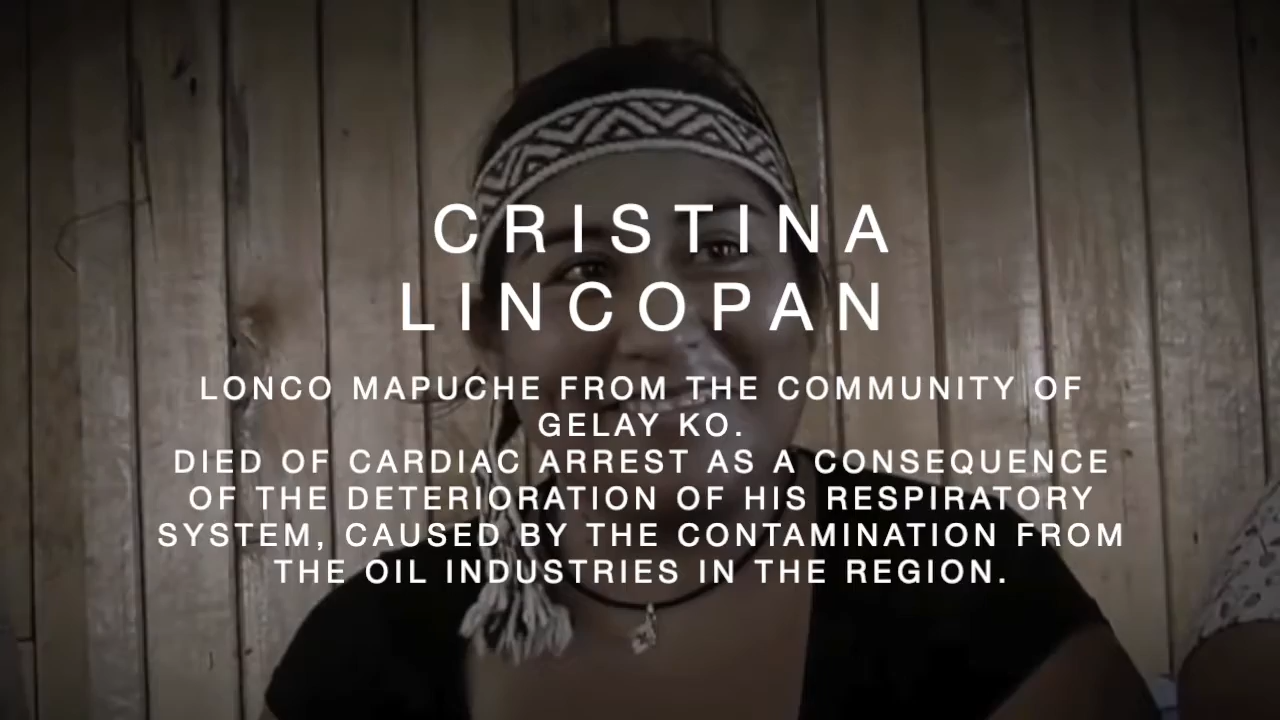 CRISTINA
LINCOPAN
LONCO MAPUCHE FROM THE COMMUNITY OF
GELAY KO.
DIED OF CARDIAC ARREST AS A CONSEQUENCE
OF THE DETERIORATION OF HIS RESPIRATORY
SYSTEM, CAUSED BY THE CONTAMINATION FROM
THE OIL INDUSTRIES IN THE REGION.